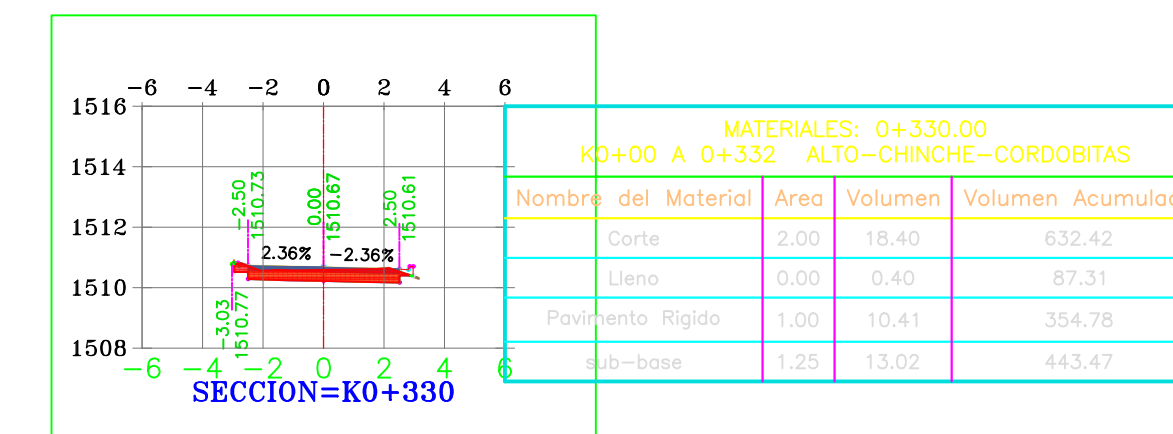 -6 -4 -2 0 2 4 6
1516
1514
1512
1510
1508
-2.50
1510.73
0.00
1510.67
2.50
1510.61
2.36% -2.36%
-3.03
1510.77
-6 -4 -2 0 2 4 6
SECCION=K0+330
MATERIALES: 0+330.00
K0+00 A 0+332 ALTO-CHINCHE-CORDOBITAS
Nombre del Material Area Volumen Volumen Acumulad
Corte 2.00 18.40 632.42
Lleno 0.00 0.40 87.31
Pavimento Rigido 1.00 10.41 354.78
sub-base 1.25 13.02 443.47